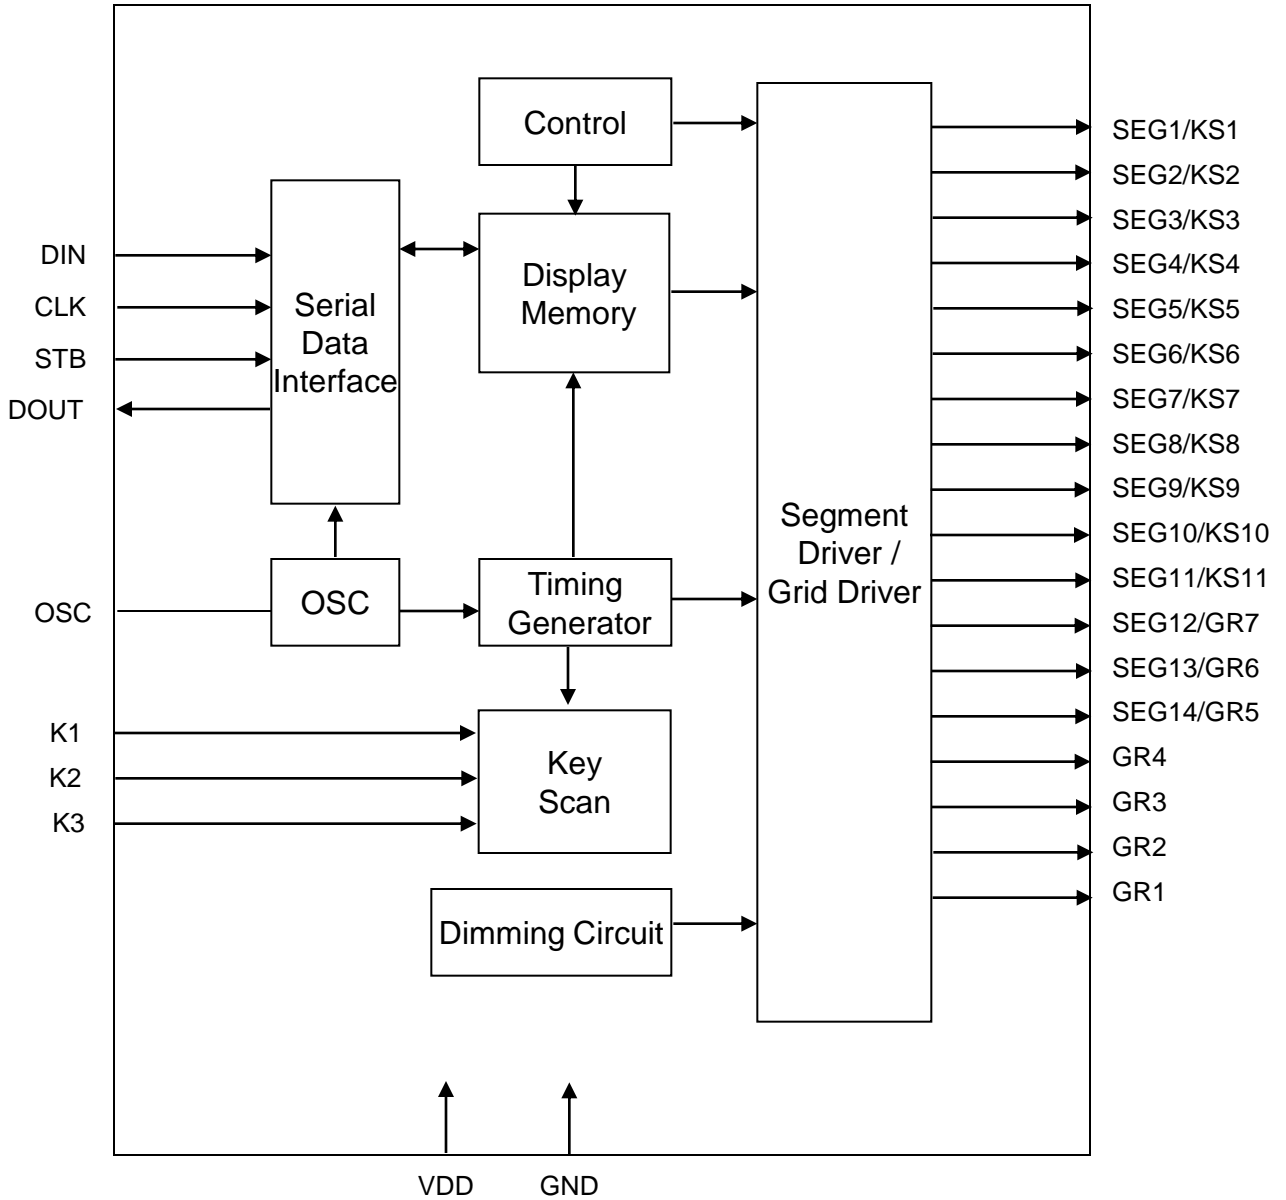 Control
Display
Memory
Serial
Data
Interface
Segment
Driver /
Grid Driver
OSC
Timing
Generator
Key
Scan
Dimming Circuit
DIN
CLK
STB
DOUT
OSC
K1
K2
K3
SEG1/KS1
SEG2/KS2
SEG3/KS3
SEG4/KS4
SEG5/KS5
SEG6/KS6
SEG7/KS7
SEG8/KS8
SEG9/KS9
SEG10/KS10
SEG11/KS11
SEG12/GR7
SEG13/GR6
SEG14/GR5
GR4
GR3
GR2
GR1
VDD
GND